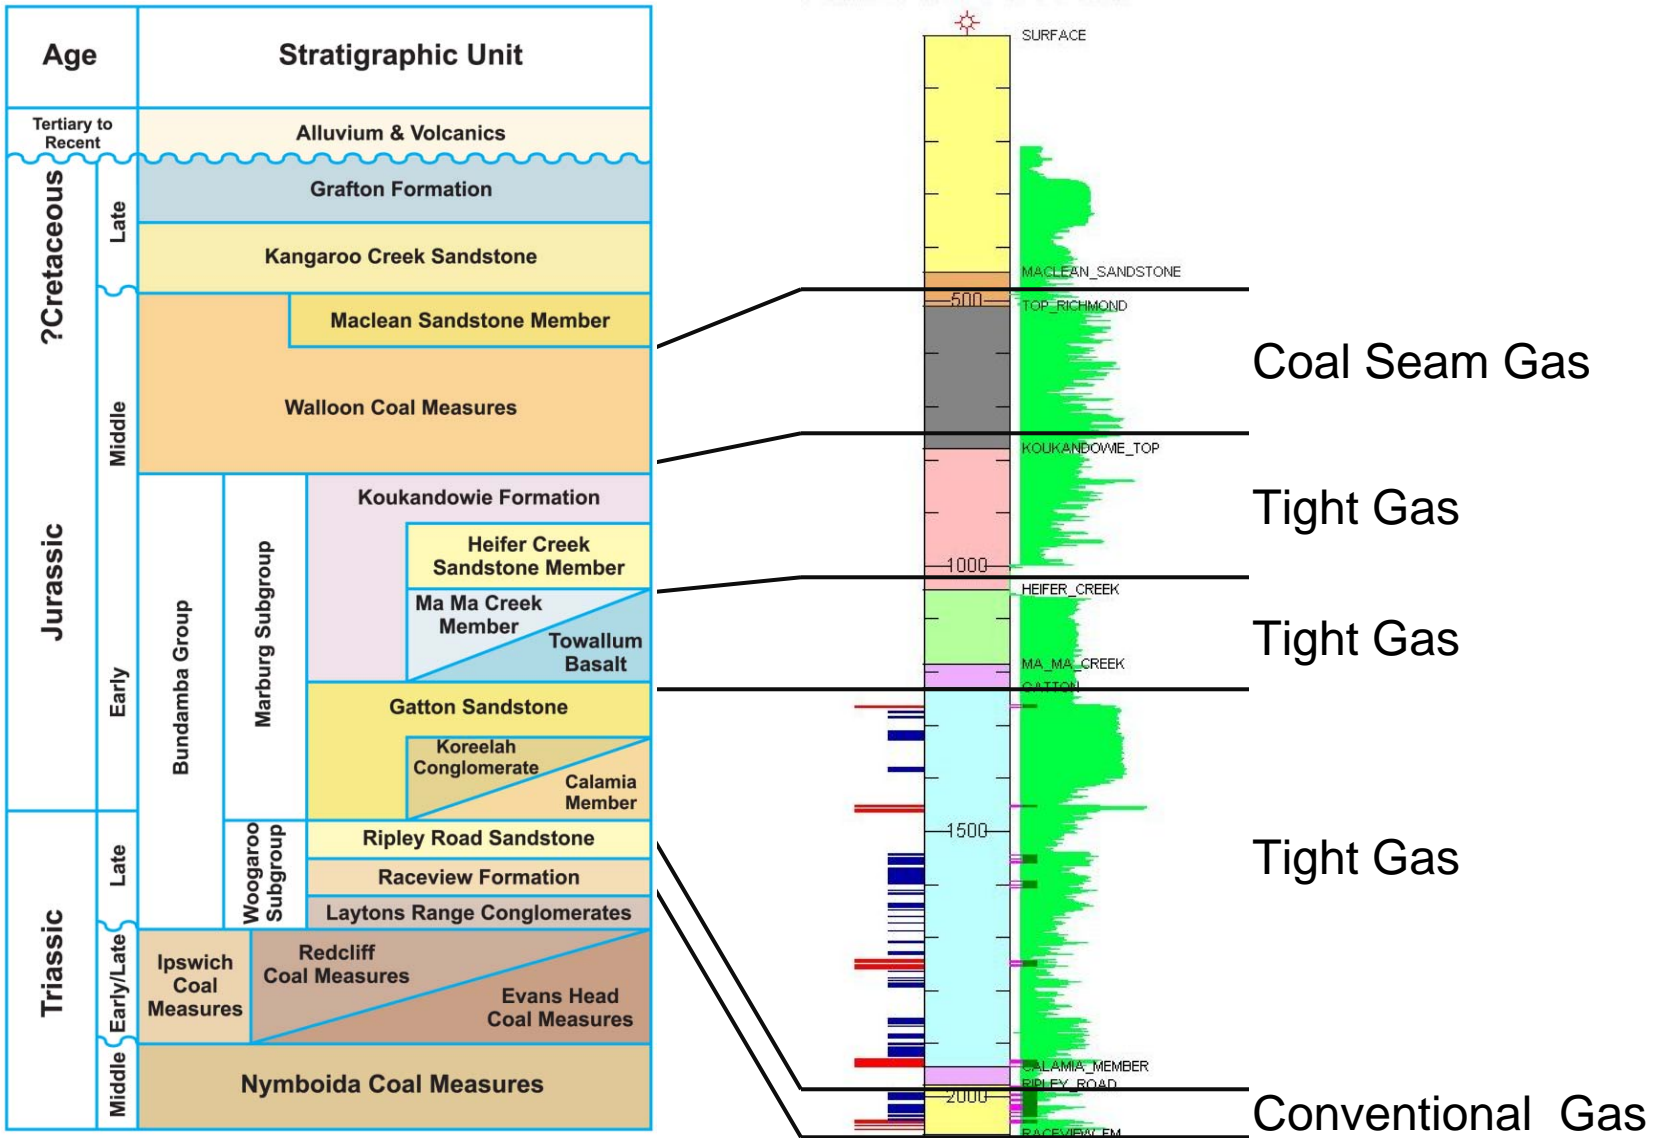 Age
Stratigraphic Unit
Tertiary to
Recent
Alluvium & Volcanics
?Cretaceous
Late
Grafton Formation
Kangaroo Creek Sandstone
Jurassic
Middle
Maclean Sandstone Member
Walloon Coal Measures
Early
Bundamba Group
Marburg Subgroup
Koukandowie Formation
Heifer Creek
Sandstone Member
Ma Ma Creek
Member
Towallum
Basalt
Gatton Sandstone
Koreelah
Conglomerate
Calamia
Member
Triassic
Late
Woogaroo
Subgroup
Ripley Road Sandstone
Raceview Formation
Laytons Range Conglomerates
Early/Late
Ipswich
Coal
Measures
Redcliff
Coal Measures
Evans Head
Coal Measures
Middle
Nymboida Coal Measures
SURFACE
MACLEAN_SANDSTONE
500
TOP_RICHMOND
KOUKANDOWIE_TOP
1000
HEIFER_CREEK
MA_MA_CREEK
GATTON
1500
CALAMIA_MEMBER
RIPLEY_ROAD
2000
RACEVIEW_FM
Coal Seam Gas
Tight Gas
Tight Gas
Tight Gas
Conventional Gas